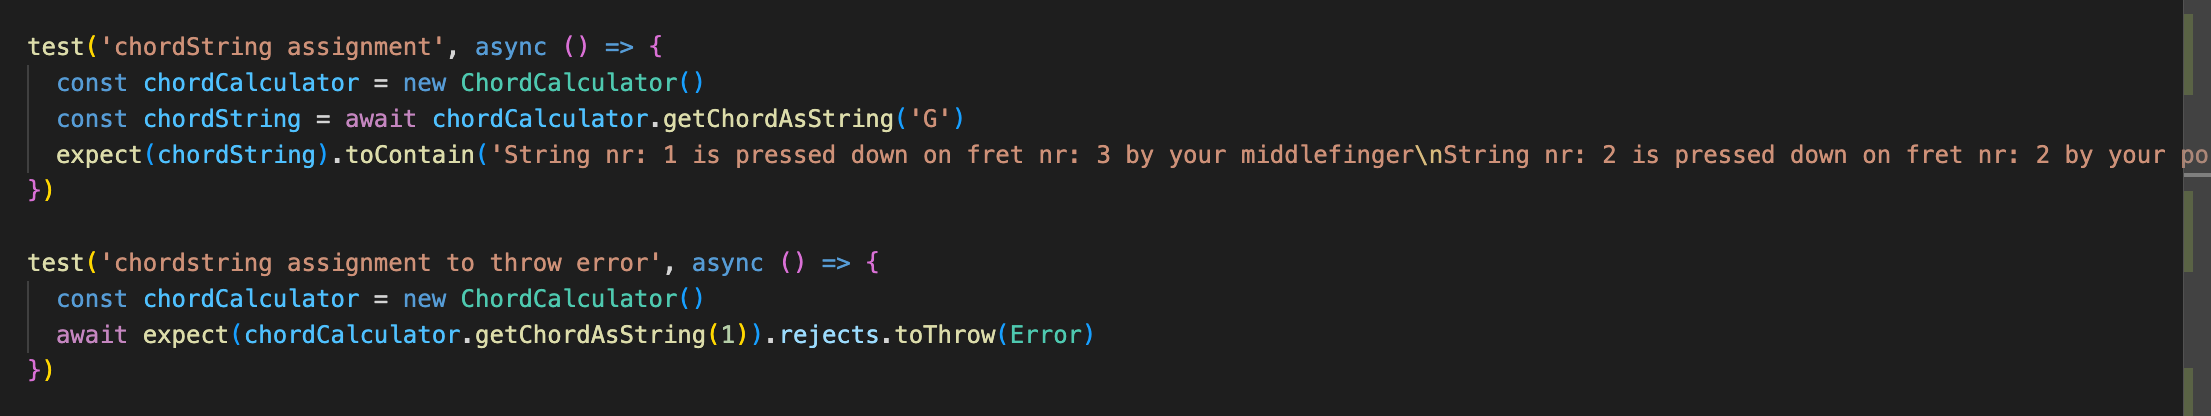 test('chordString assignment', async () => {
const chordCalculator = new ChordCalculator()
const chordString = await chordCalculator.getChordAsString('G')
expect(chordString).toContain('String nr: 1 is pressed down on fret nr: 3 by your middlefinger\nString nr: 2 is pressed down on fret nr: 2 by your po
})
test('chordstring assignment to throw error', async () => {
const chordCalculator = new ChordCalculator()
await expect(chordCalculator.getChordAsString(1)).rejects.toThrow(Error)
})